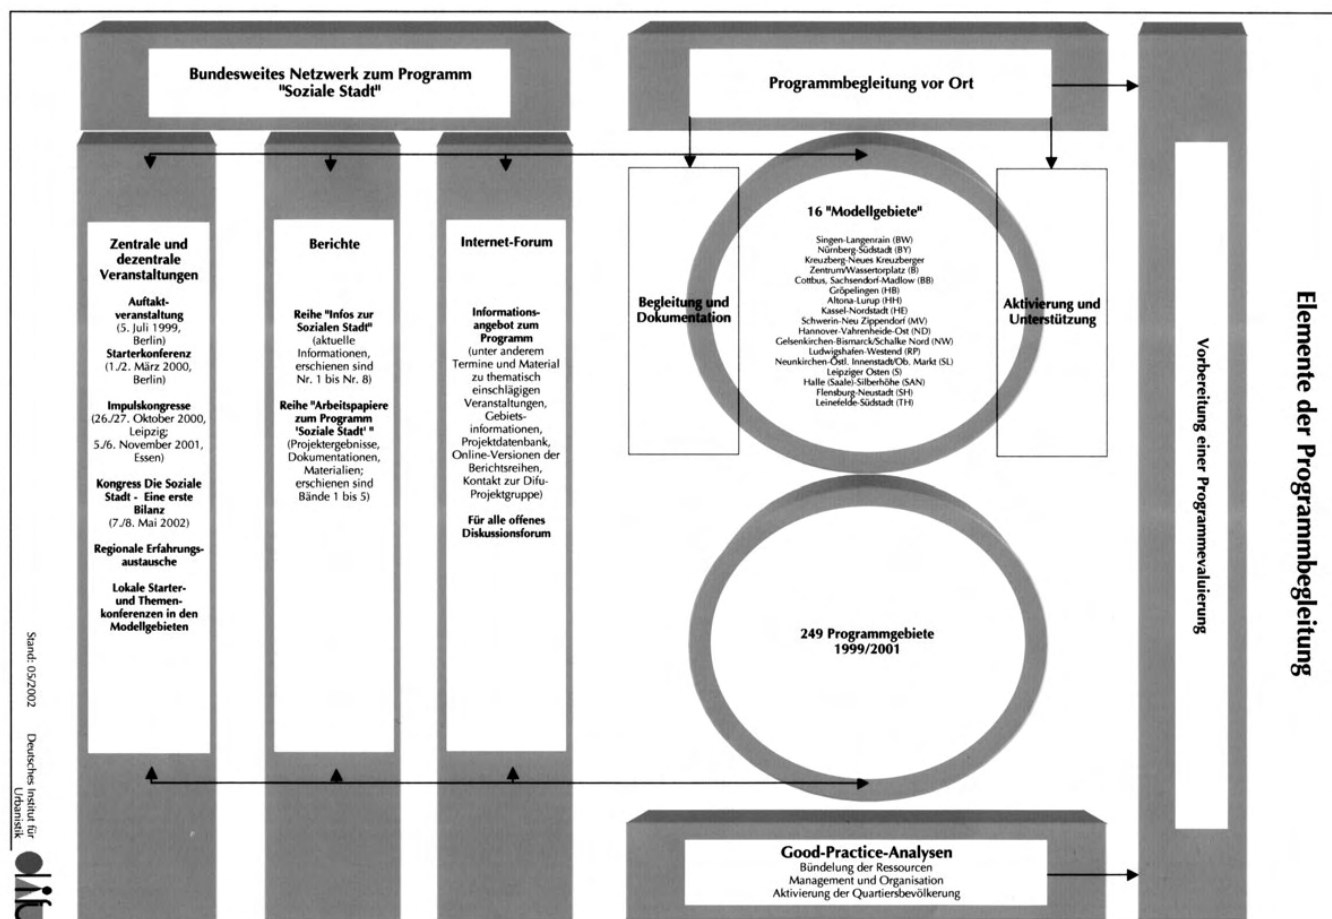 Elemente der Programmbegleitung
Bundesweites Netzwerk zum Programm
"Soziale Stadt"
Zentrale und
dezentrale
Veranstaltungen
Auftakt-
veranstaltung
(5. Juli 1999,
Berlin)
Starterkonferenz
(1./2. März 2000,
Berlin)
Impulskongresse
(26./27. Oktober 2000,
Leipzig;
5./6. November 2001,
Essen)
Kongress Die Soziale
Stadt - Eine erste
Bilanz
(7./8. Mai 2002)
Regionale Erfahrungs-
austausche
Lokale Starter-
und Themen-
konferenzen in den
Modellgebieten
Berichte
Reihe "Infos zur
Sozialen Stadt"
(aktuelle
Informationen,
erschienen sind
Nr. 1 bis Nr. 8)
Reihe "Arbeitspapiere
zum Programm
'Soziale Stadt' "
(Projektergebnisse,
Dokumentationen,
Materialien;
erschienen sind
Bände 1 bis 5)
Internet-Forum
Informations-
angebot zum
Programm
(unter anderem
Termine und Material
zu thematisch
einschlägigen
Veranstaltungen,
Gebiets-
informationen,
Projektdatenbank,
Online-Versionen der
Berichtsreihen,
Kontakt zur Difu-
Projektgruppe)
Für alle offenes
Diskussionsforum
Programmbegleitung vor Ort
Begleitung und
Dokumentation
16 "Modellgebiete"
Singen-Langenrain (BW)
Nürnberg-Südstadt (BY)
Kreuzberg-Neues Kreuzberger
Zentrum/Wassertorplatz (B)
Cottbus, Sachsendorf-Madlow (BB)
Gröpelingen (HB)
Altona-Lurup (HH)
Kassel-Nordstadt (HE)
Schwerin-Neu Zippendorf (MV)
Hannover-Vahrenheide-Ost (ND)
Gelsenkirchen-Bismarck/Schalke Nord (NW)
Ludwigshafen-Westend (RP)
Neunkirchen-Östl. Innenstadt/Ob. Markt (SL)
Leipziger Osten (S)
Halle (Saale)-Silberhöhe (SAN)
Flensburg-Neustadt (SH)
Leinefelde-Südstadt (TH)
Aktivierung und
Unterstützung
249 Programmgebiete
1999/2001
Good-Practice-Analysen
Bündelung der Ressourcen
Management und Organisation
Aktivierung der Quartiersbevölkerung
Vorbereitung einer Programmevaluierung
Stand: 05/2002
Deutsches Institut für
Urbanistik
difu